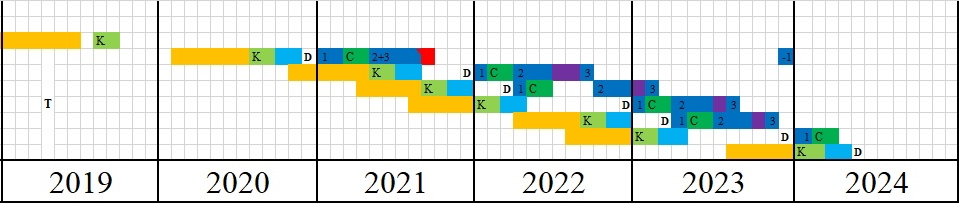 K
K D 1 C 2+3 -1
K D 1 C 2 3
K D 1 C 2 3
T K D 1 C 2 3
K D 1 C 2 3
K D 1 C
K D
2019 2020 2021 2022 2023 2024